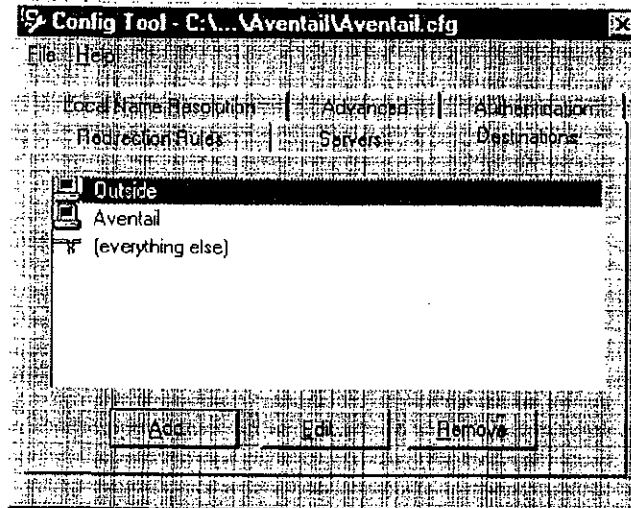 Config Tool - C:\...\Aventail\Aventail.cfg
File Help
Local Name Resolution Advanced Authentication
Redirection Rules Servers Destinations
Outside
Aventail
(everything else)
Add... Edit... Remove